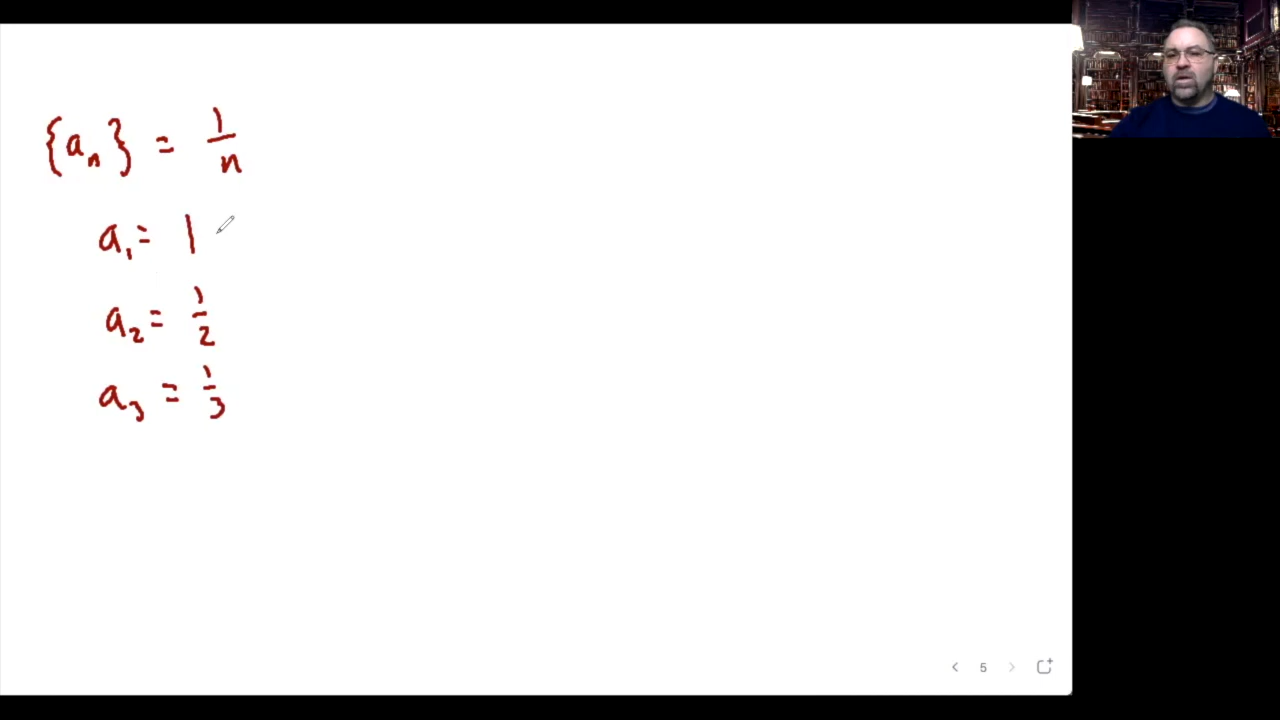 {aₙ} = 1/n
a₁ = 1
a₂ = 1/2
a₃ = 1/3
< 5 >